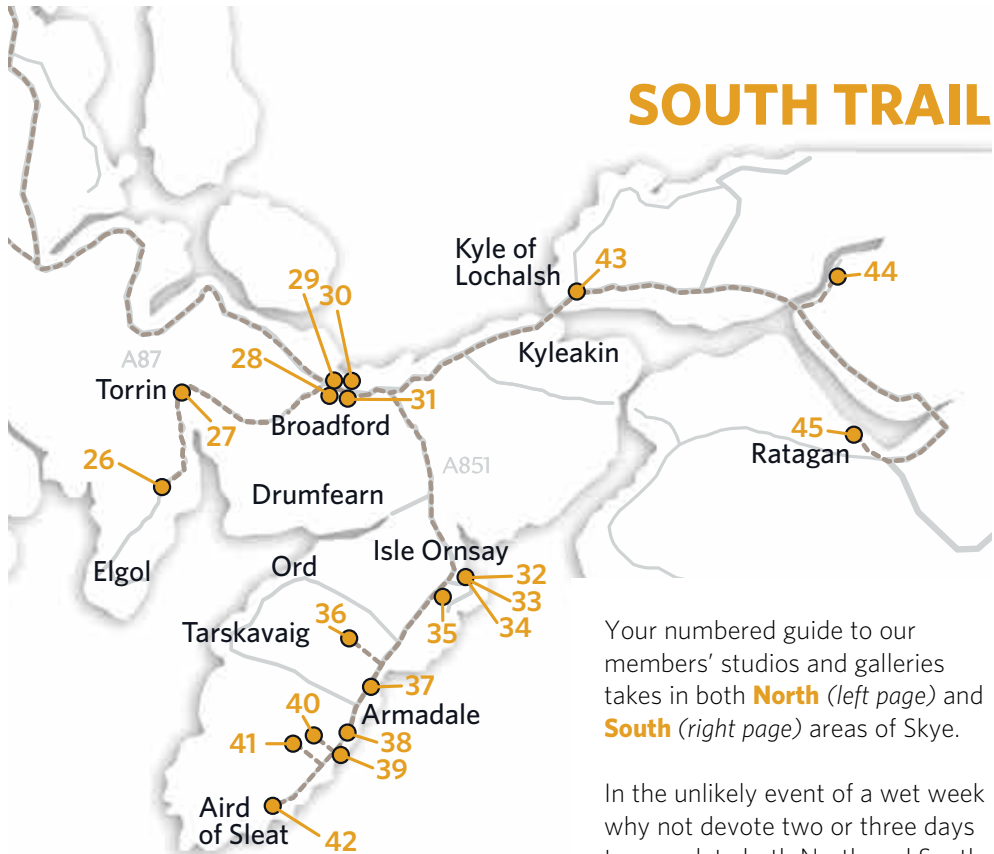 SOUTH TRAIL
Kyle of
Lochalsh
43
44
29
30
Kyleakin
A87
28
Torrin
31
Broadford
27
45
Ratagan
26
A851
Drumfearn
Isle Ornsay
Elgol
Ord
32
33
34
35
36
Tarskavaig
37
40
Armadale
41
38
39
Aird
of Sleat
42
Your numbered guide to our
members’ studios and galleries
takes in both North (left page) and
South (right page) areas of Skye.
In the unlikely event of a wet week
why not devote two or three days